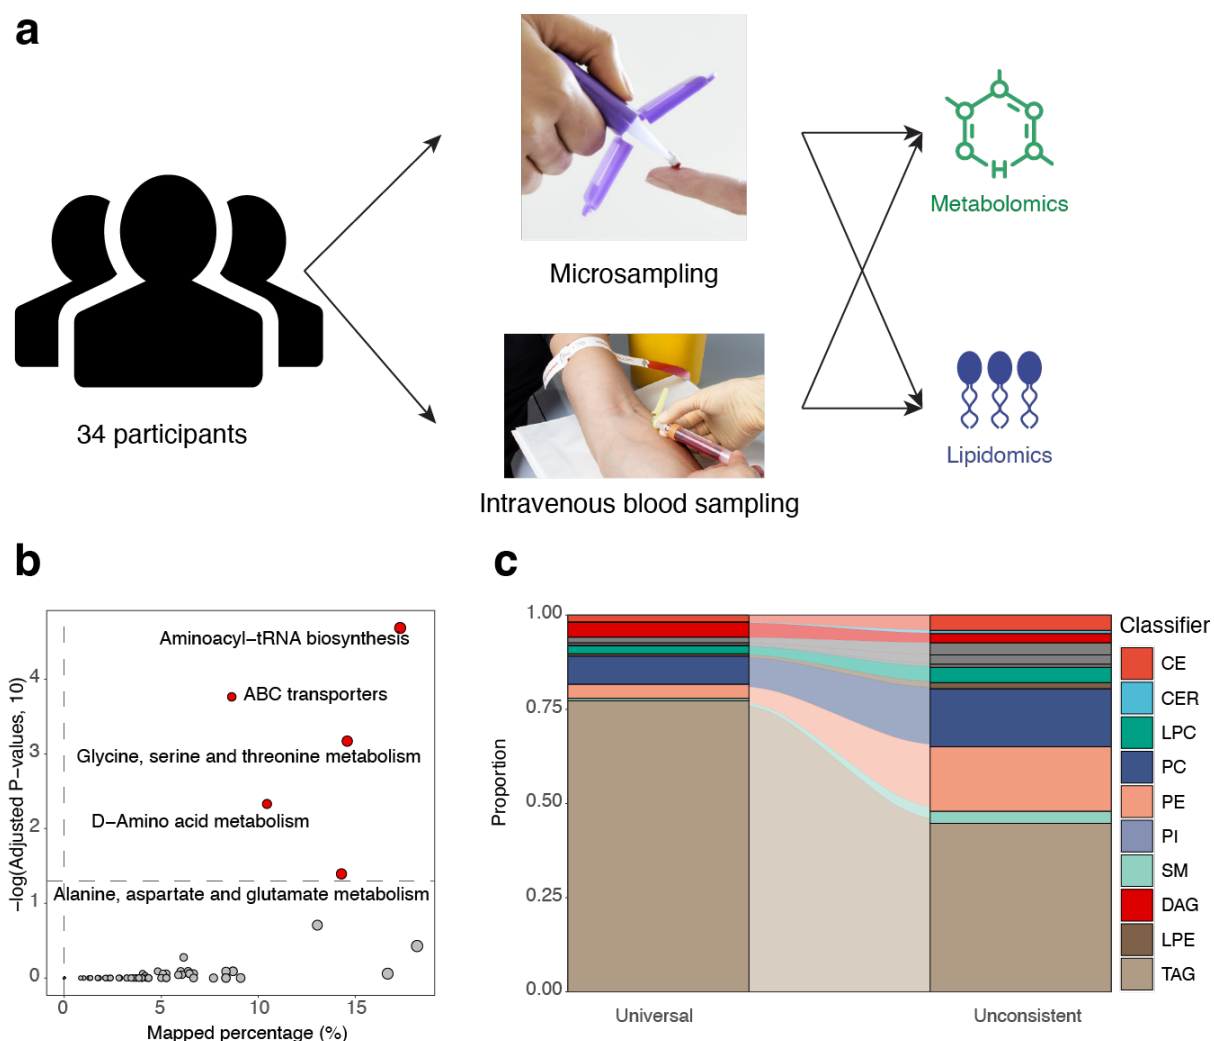 a
34 participants
Microsampling
Intravenous blood sampling
H
Metabolomics
Lipidomics
b
-log(Adjusted P-values, 10)
4
3
2
1
0
Aminoacyl-tRNA biosynthesis
ABC transporters
Glycine, serine and threonine metabolism
D-Amino acid metabolism
Alanine, aspartate and glutamate metabolism
0
5
10
15
Mapped percentage (%)
c
Proportion
1.00
0.75
0.50
0.25
0.00
Universal
Unconsistent
Classifier
CE
CER
LPC
PC
PE
PI
SM
DAG
LPE
TAG